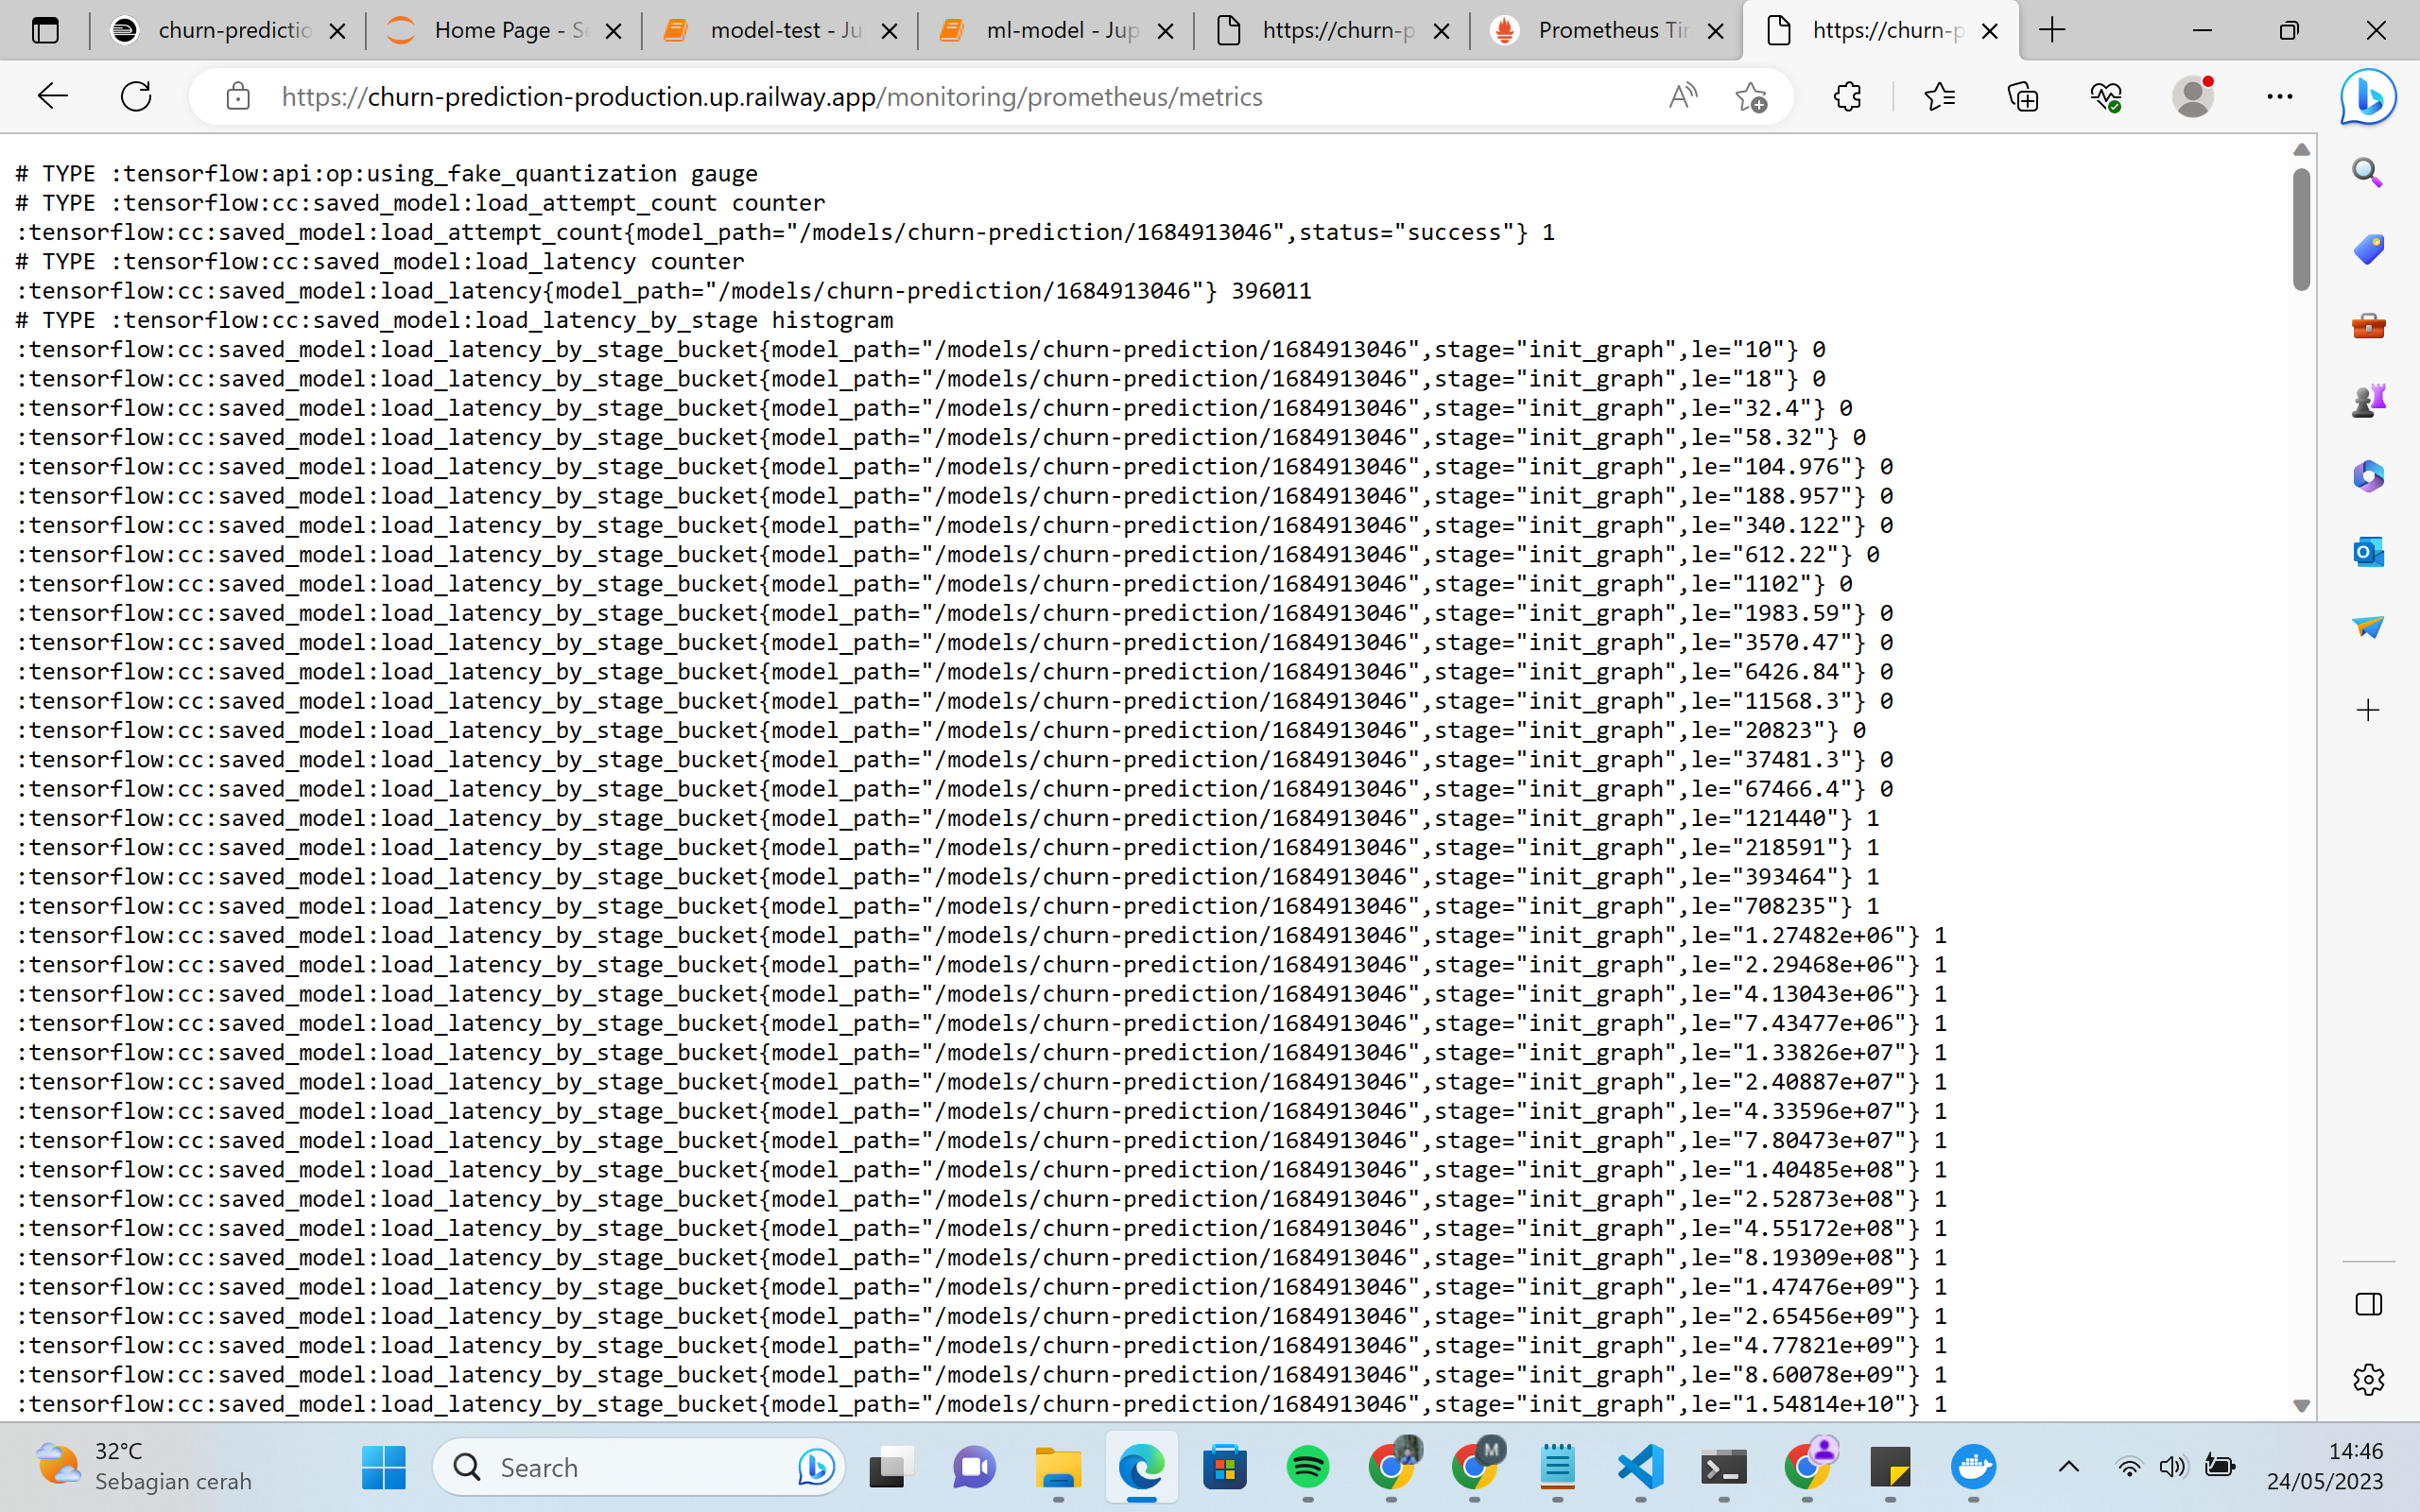 churn-predictio
Home Page - Se
model-test - Ju
ml-model - Jup
https://churn-p
Prometheus Tin
https://churn-p
https://churn-prediction-production.up.railway.app/monitoring/prometheus/metrics
# TYPE :tensorflow:api:op:using_fake_quantization gauge
# TYPE :tensorflow:cc:saved_model:load_attempt_count counter
:tensorflow:cc:saved_model:load_attempt_count{model_path="/models/churn-prediction/1684913046",status="success"} 1
# TYPE :tensorflow:cc:saved_model:load_latency counter
:tensorflow:cc:saved_model:load_latency{model_path="/models/churn-prediction/1684913046"} 396011
# TYPE :tensorflow:cc:saved_model:load_latency_by_stage histogram
:tensorflow:cc:saved_model:load_latency_by_stage_bucket{model_path="/models/churn-prediction/1684913046",stage="init_graph",le="10"} 0
:tensorflow:cc:saved_model:load_latency_by_stage_bucket{model_path="/models/churn-prediction/1684913046",stage="init_graph",le="18"} 0
:tensorflow:cc:saved_model:load_latency_by_stage_bucket{model_path="/models/churn-prediction/1684913046",stage="init_graph",le="32.4"} 0
:tensorflow:cc:saved_model:load_latency_by_stage_bucket{model_path="/models/churn-prediction/1684913046",stage="init_graph",le="58.32"} 0
:tensorflow:cc:saved_model:load_latency_by_stage_bucket{model_path="/models/churn-prediction/1684913046",stage="init_graph",le="104.976"} 0
:tensorflow:cc:saved_model:load_latency_by_stage_bucket{model_path="/models/churn-prediction/1684913046",stage="init_graph",le="188.957"} 0
:tensorflow:cc:saved_model:load_latency_by_stage_bucket{model_path="/models/churn-prediction/1684913046",stage="init_graph",le="340.122"} 0
:tensorflow:cc:saved_model:load_latency_by_stage_bucket{model_path="/models/churn-prediction/1684913046",stage="init_graph",le="612.22"} 0
:tensorflow:cc:saved_model:load_latency_by_stage_bucket{model_path="/models/churn-prediction/1684913046",stage="init_graph",le="1102"} 0
:tensorflow:cc:saved_model:load_latency_by_stage_bucket{model_path="/models/churn-prediction/1684913046",stage="init_graph",le="1983.59"} 0
:tensorflow:cc:saved_model:load_latency_by_stage_bucket{model_path="/models/churn-prediction/1684913046",stage="init_graph",le="3570.47"} 0
:tensorflow:cc:saved_model:load_latency_by_stage_bucket{model_path="/models/churn-prediction/1684913046",stage="init_graph",le="6426.84"} 0
:tensorflow:cc:saved_model:load_latency_by_stage_bucket{model_path="/models/churn-prediction/1684913046",stage="init_graph",le="11568.3"} 0
:tensorflow:cc:saved_model:load_latency_by_stage_bucket{model_path="/models/churn-prediction/1684913046",stage="init_graph",le="20823"} 0
:tensorflow:cc:saved_model:load_latency_by_stage_bucket{model_path="/models/churn-prediction/1684913046",stage="init_graph",le="37481.3"} 0
:tensorflow:cc:saved_model:load_latency_by_stage_bucket{model_path="/models/churn-prediction/1684913046",stage="init_graph",le="67466.4"} 0
:tensorflow:cc:saved_model:load_latency_by_stage_bucket{model_path="/models/churn-prediction/1684913046",stage="init_graph",le="121440"} 1
:tensorflow:cc:saved_model:load_latency_by_stage_bucket{model_path="/models/churn-prediction/1684913046",stage="init_graph",le="218591"} 1
:tensorflow:cc:saved_model:load_latency_by_stage_bucket{model_path="/models/churn-prediction/1684913046",stage="init_graph",le="393464"} 1
:tensorflow:cc:saved_model:load_latency_by_stage_bucket{model_path="/models/churn-prediction/1684913046",stage="init_graph",le="708235"} 1
:tensorflow:cc:saved_model:load_latency_by_stage_bucket{model_path="/models/churn-prediction/1684913046",stage="init_graph",le="1.27482e+06"} 1
:tensorflow:cc:saved_model:load_latency_by_stage_bucket{model_path="/models/churn-prediction/1684913046",stage="init_graph",le="2.29468e+06"} 1
:tensorflow:cc:saved_model:load_latency_by_stage_bucket{model_path="/models/churn-prediction/1684913046",stage="init_graph",le="4.13043e+06"} 1
:tensorflow:cc:saved_model:load_latency_by_stage_bucket{model_path="/models/churn-prediction/1684913046",stage="init_graph",le="7.43477e+06"} 1
:tensorflow:cc:saved_model:load_latency_by_stage_bucket{model_path="/models/churn-prediction/1684913046",stage="init_graph",le="1.33826e+07"} 1
:tensorflow:cc:saved_model:load_latency_by_stage_bucket{model_path="/models/churn-prediction/1684913046",stage="init_graph",le="2.40887e+07"} 1
:tensorflow:cc:saved_model:load_latency_by_stage_bucket{model_path="/models/churn-prediction/1684913046",stage="init_graph",le="4.33596e+07"} 1
:tensorflow:cc:saved_model:load_latency_by_stage_bucket{model_path="/models/churn-prediction/1684913046",stage="init_graph",le="7.80473e+07"} 1
:tensorflow:cc:saved_model:load_latency_by_stage_bucket{model_path="/models/churn-prediction/1684913046",stage="init_graph",le="1.40485e+08"} 1
:tensorflow:cc:saved_model:load_latency_by_stage_bucket{model_path="/models/churn-prediction/1684913046",stage="init_graph",le="2.52873e+08"} 1
:tensorflow:cc:saved_model:load_latency_by_stage_bucket{model_path="/models/churn-prediction/1684913046",stage="init_graph",le="4.55172e+08"} 1
:tensorflow:cc:saved_model:load_latency_by_stage_bucket{model_path="/models/churn-prediction/1684913046",stage="init_graph",le="8.19309e+08"} 1
:tensorflow:cc:saved_model:load_latency_by_stage_bucket{model_path="/models/churn-prediction/1684913046",stage="init_graph",le="1.47476e+09"} 1
:tensorflow:cc:saved_model:load_latency_by_stage_bucket{model_path="/models/churn-prediction/1684913046",stage="init_graph",le="2.65456e+09"} 1
:tensorflow:cc:saved_model:load_latency_by_stage_bucket{model_path="/models/churn-prediction/1684913046",stage="init_graph",le="4.77821e+09"} 1
:tensorflow:cc:saved_model:load_latency_by_stage_bucket{model_path="/models/churn-prediction/1684913046",stage="init_graph",le="8.60078e+09"} 1
:tensorflow:cc:saved_model:load_latency_by_stage_bucket{model_path="/models/churn-prediction/1684913046",stage="init_graph",le="1.54814e+10"} 1
32°C
Sebagian cerah
Search
M
14:46
24/05/2023